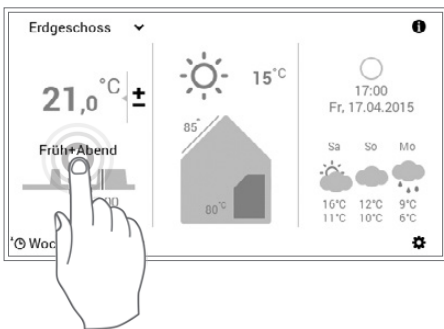 Erdgeschoss
21,0 °C ±
15°C
17:00
Fr, 17.04.2015
85°
Früh+Abend
Sa So Mo
16°C 12°C 9°C
11°C 10°C 6°C